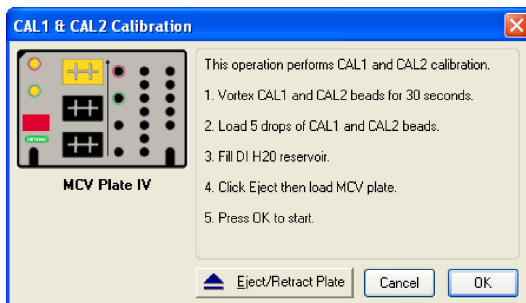 CAL1 & CAL2 Calibration
This operation performs CAL1 and CAL2 calibration.
1. Vortex CAL1 and CAL2 beads for 30 seconds.
2. Load 5 drops of CAL1 and CAL2 beads.
3. Fill DI H20 reservoir.
4. Click Eject then load MCV plate.
5. Press OK to start.
MCV Plate IV
Eject/Retract Plate
Cancel
OK